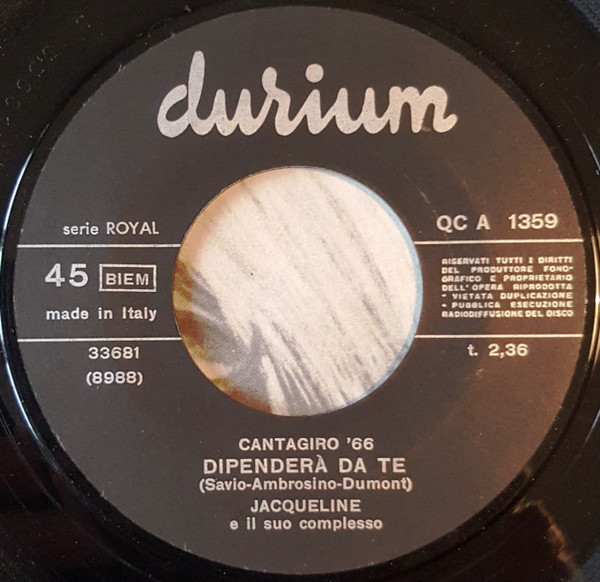 durium
serie ROYAL
QC A 1359
45 BIEM
made in Italy
RISERVATI TUTTI I DIRITTI
DEL PRODUTTORE FONO-
GRAFICO E PROPRIETARIO
DELL'OPERA RIPRODOTTA
- VIETATA DUPLICAZIONE
- PUBBLICA ESECUZIONE
RADIODIFFUSIONE DEL DISCO
33681
(8988)
t. 2,36
CANTAGIRO '66
DIPENDERÀ DA TE
(Savio-Ambrosino-Dumont)
JACQUELINE
e il suo complesso